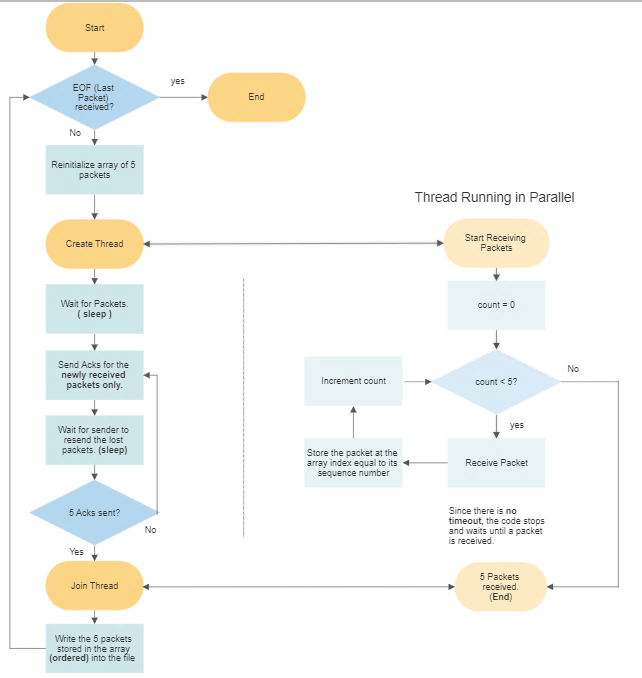 Start
EOF (Last
Packet)
received?
yes
End
No
Reinitialize array of 5
packets
Thread Running in Parallel
Create Thread
Start Receiving
Packets
Wait for Packets.
( sleep )
count = 0
Send Acks for the
newly received
packets only.
Increment count
count < 5?
No
yes
Wait for sender to
resend the lost
packets. (sleep)
Store the packet at the
array index equal to its
sequence number
Receive Packet
5 Acks sent?
No
Yes
Since there is no
timeout, the code stops
and waits until a packet
is received.
Join Thread
5 Packets
received.
(End)
Write the 5 packets
stored in the array
(ordered) into the file